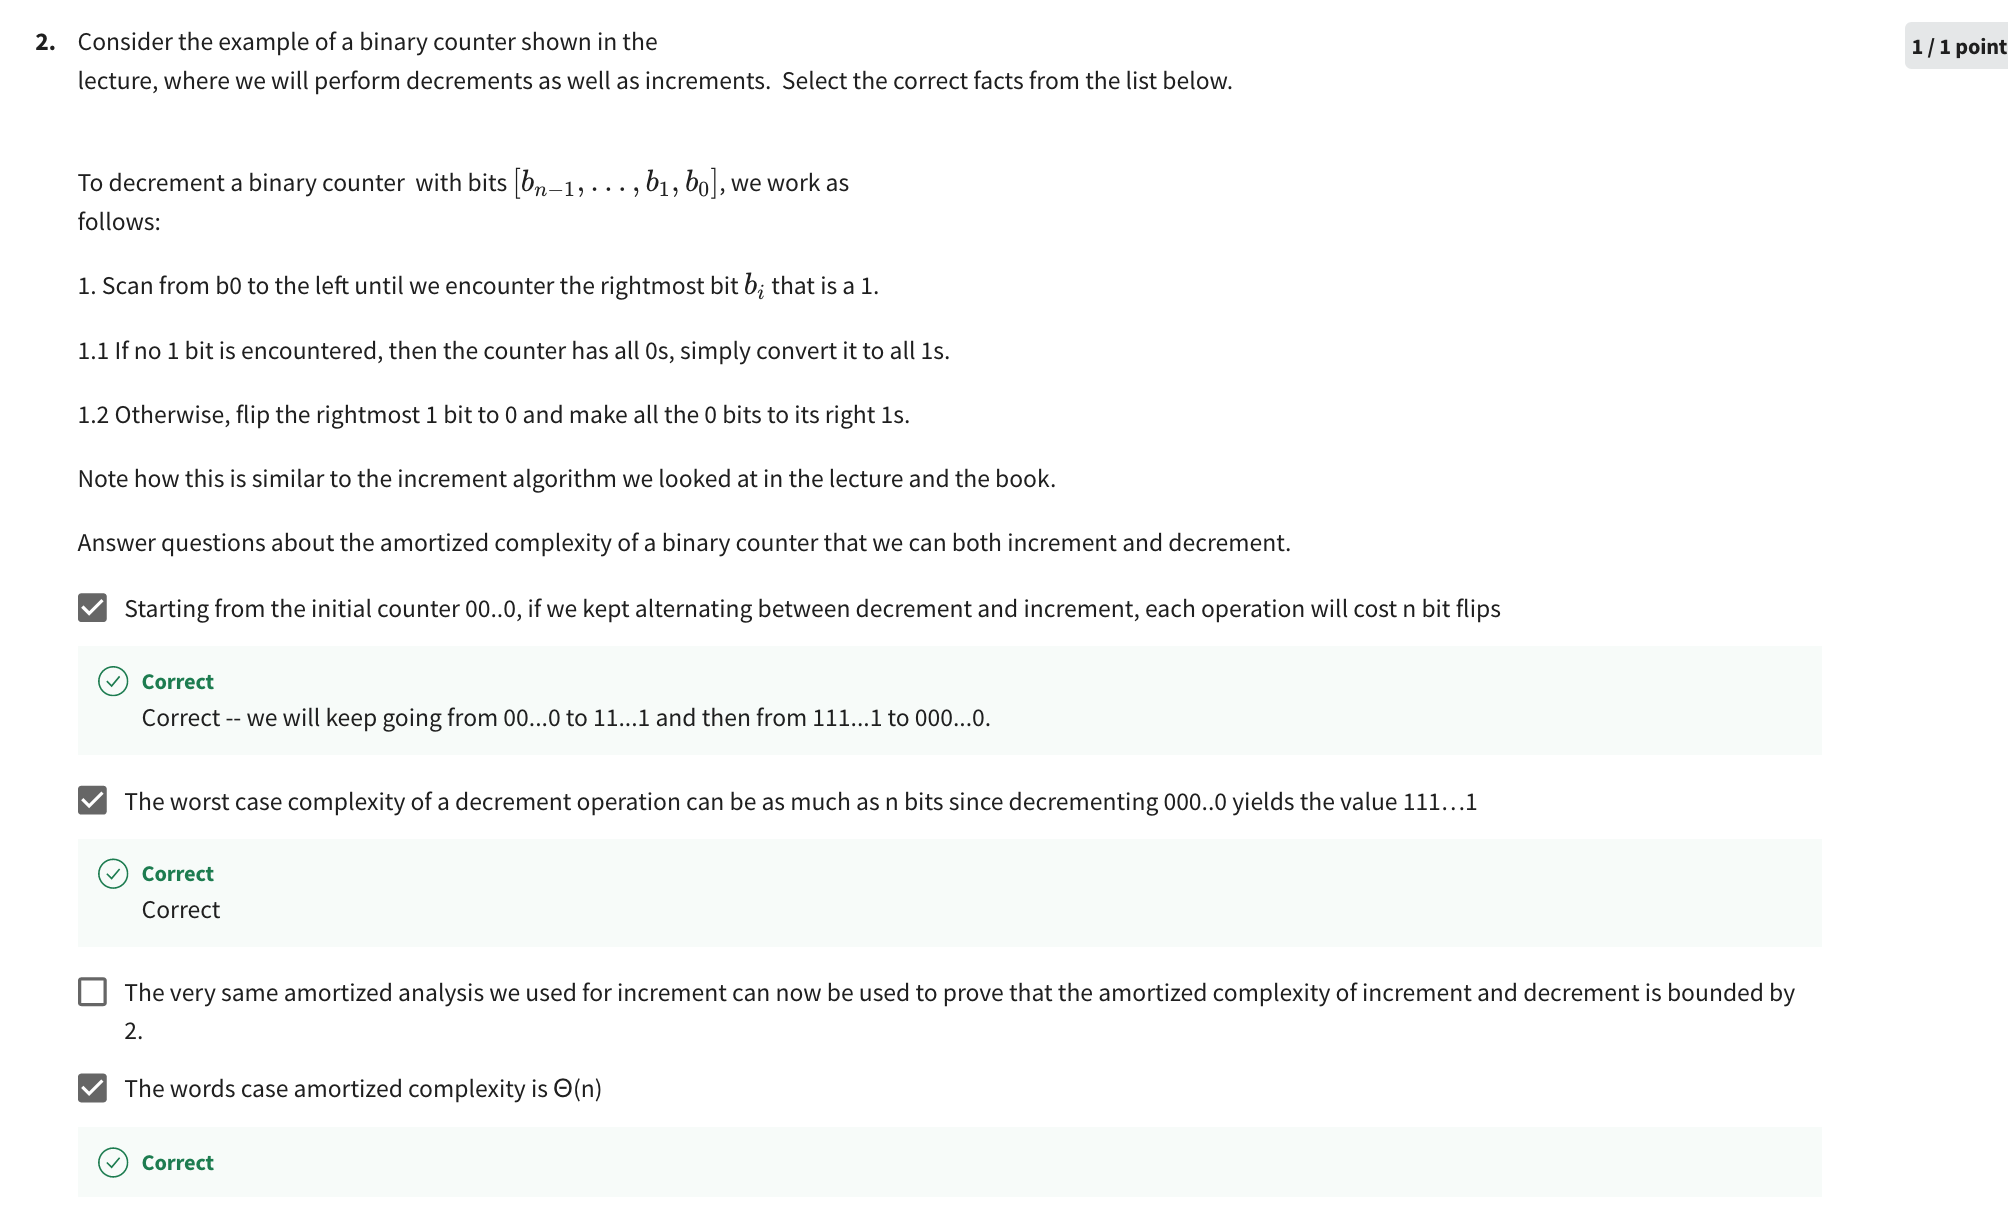 2. Consider the example of a binary counter shown in the
1 / 1 point
lecture, where we will perform decrements as well as increments.  Select the correct facts from the list below.
To decrement a binary counter  with bits [b_{n−1}, . . . , b_1, b_0], we work as
follows:
1. Scan from b0 to the left until we encounter the rightmost bit b_i that is a 1.
1.1 If no 1 bit is encountered, then the counter has all 0s, simply convert it to all 1s.
1.2 Otherwise, flip the rightmost 1 bit to 0 and make all the 0 bits to its right 1s.
Note how this is similar to the increment algorithm we looked at in the lecture and the book.
Answer questions about the amortized complexity of a binary counter that we can both increment and decrement.
Starting from the initial counter 00..0, if we kept alternating between decrement and increment, each operation will cost n bit flips
Correct
Correct -- we will keep going from 00...0 to 11...1 and then from 111...1 to 000...0.
The worst case complexity of a decrement operation can be as much as n bits since decrementing 000..0 yields the value 111…1
Correct
Correct
The very same amortized analysis we used for increment can now be used to prove that the amortized complexity of increment and decrement is bounded by
2.
The words case amortized complexity is Θ(n)
Correct